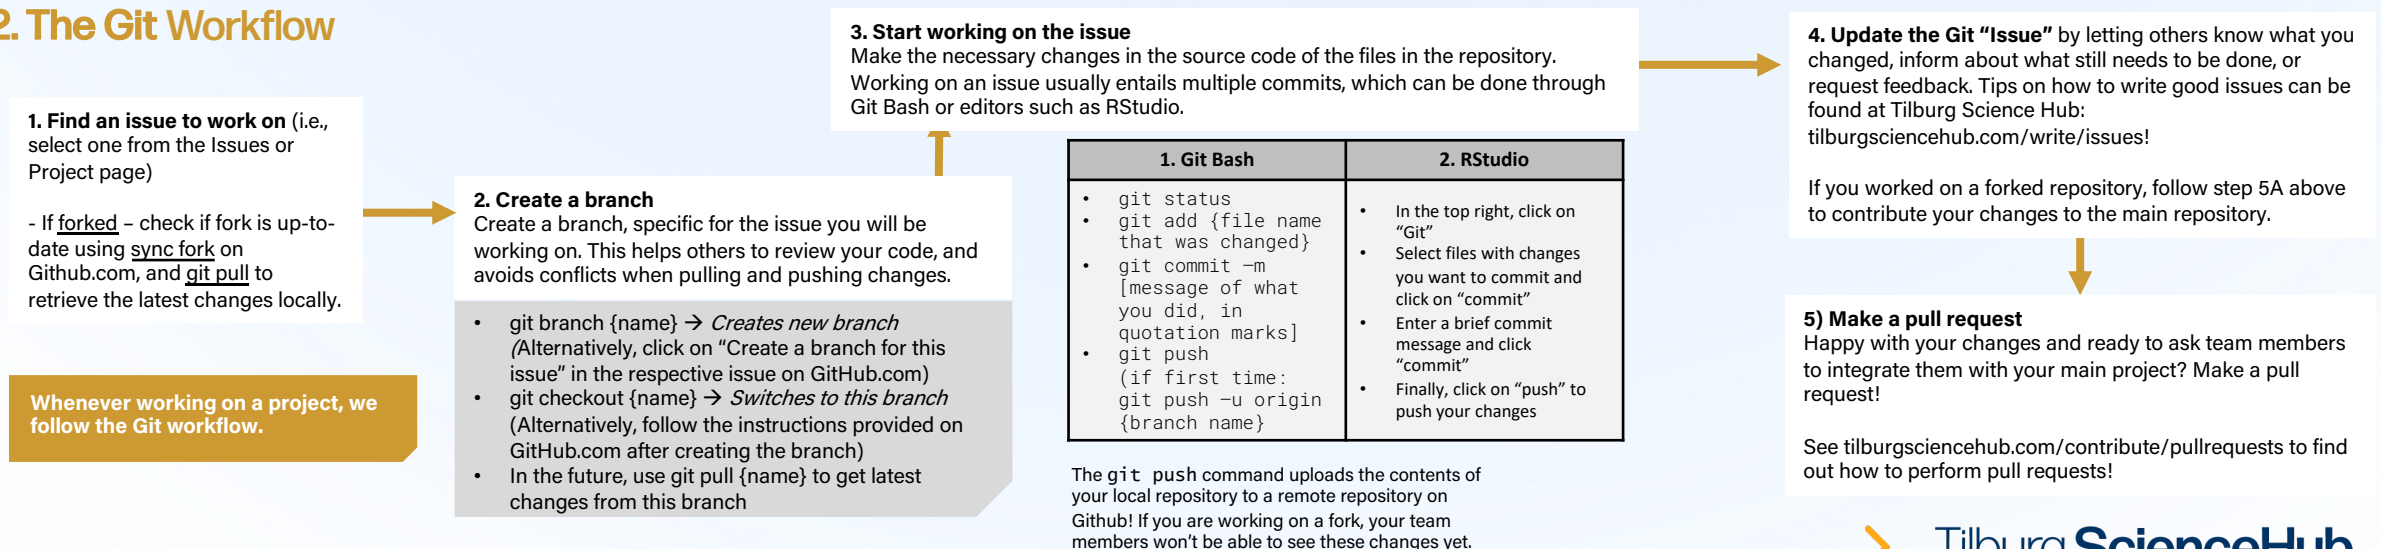 2. The Git Workflow
1. Find an issue to work on (i.e.,
select one from the Issues or
Project page)
- If forked – check if fork is up-to-
date using sync fork on
Github.com, and git pull to
retrieve the latest changes locally.
Whenever working on a project, we
follow the Git workflow.
2. Create a branch
Create a branch, specific for the issue you will be
working on. This helps others to review your code, and
avoids conflicts when pulling and pushing changes.
• git branch {name} → Creates new branch
(Alternatively, click on “Create a branch for this
issue” in the respective issue on GitHub.com)
• git checkout {name} → Switches to this branch
(Alternatively, follow the instructions provided on
GitHub.com after creating the branch)
• In the future, use git pull {name} to get latest
changes from this branch
3. Start working on the issue
Make the necessary changes in the source code of the files in the repository.
Working on an issue usually entails multiple commits, which can be done through
Git Bash or editors such as RStudio.
1. Git Bash
• git status
• git add {file name
that was changed}
• git commit –m
[message of what
you did, in
quotation marks]
• git push
(if first time:
git push –u origin
{branch name}
2. RStudio
• In the top right, click on
“Git”
• Select files with changes
you want to commit and
click on “commit”
• Enter a brief commit
message and click
“commit”
• Finally, click on “push” to
push your changes
The git push command uploads the contents of
your local repository to a remote repository on
Github! If you are working on a fork, your team
members won’t be able to see these changes yet.
4. Update the Git “Issue” by letting others know what you
changed, inform about what still needs to be done, or
request feedback. Tips on how to write good issues can be
found at Tilburg Science Hub:
tilburgsciencehub.com/write/issues!
If you worked on a forked repository, follow step 5A above
to contribute your changes to the main repository.
5) Make a pull request
Happy with your changes and ready to ask team members
to integrate them with your main project? Make a pull
request!
See tilburgsciencehub.com/contribute/pullrequests to find
out how to perform pull requests!
Tilburg ScienceHub